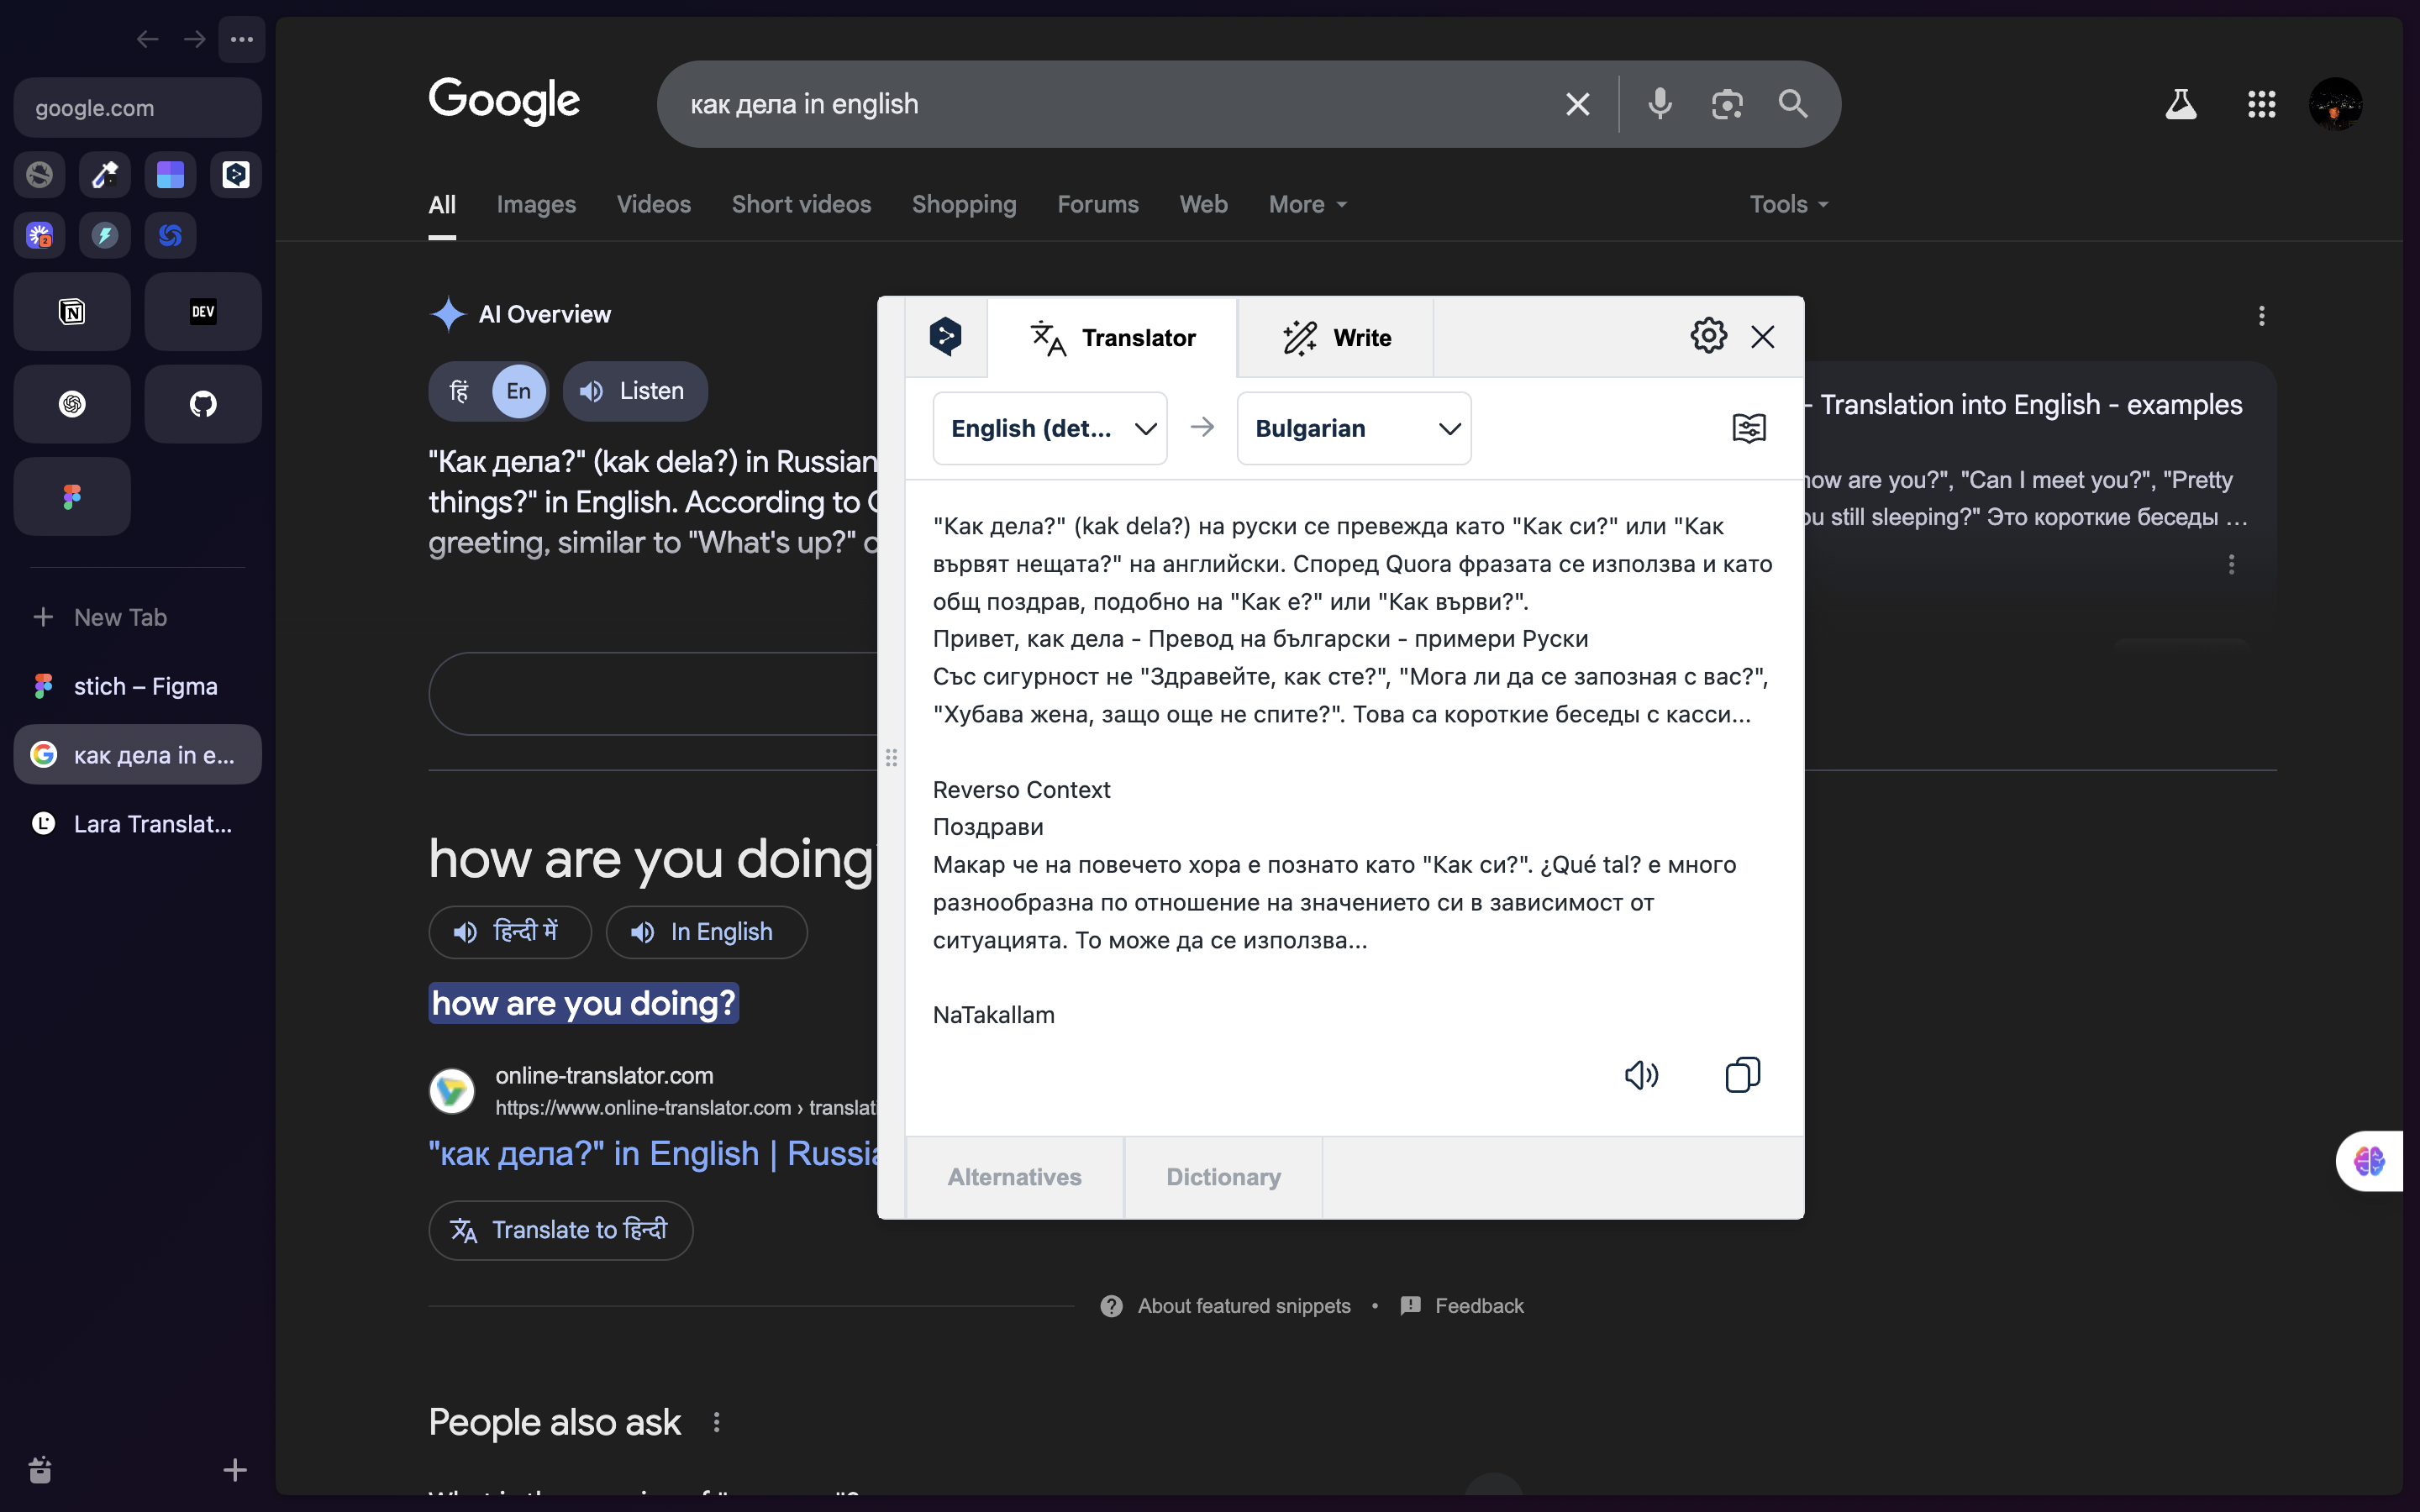 google.com
2
DEV
New Tab
stich – Figma
как дела in e...
Lara Translat...
Google
как дела in english
All
Images
Videos
Short videos
Shopping
Forums
Web
More
Tools
AI Overview
हिं
En
Listen
"Как дела?" (kak dela?) in Russian
things?" in English. According to
greeting, similar to "What's up?"
- Translation into English - examples
how are you?", "Can I meet you?", "Pretty
still sleeping?" Это короткие беседы ...
Translator
Write
English (det...
Bulgarian
"Как дела?" (kak dela?) на руски се превежда като "Как си?" или "Как
вървят нещата?" на английски. Според Quora фразата се използва и като
общ поздрав, подобно на "Как е?" или "Как върви?".
Привет, как дела - Превод на български - примери Руски
Със сигурност не "Здравейте, как сте?", "Мога ли да се запозная с вас?",
"Хубава жена, защо още не спите?". Това са короткие беседы с касси...
Reverso Context
Поздрави
Макар че на повечето хора е познато като "Как си?". ¿Qué tal? е много
разнообразна по отношение на значението си в зависимост от
ситуацията. То може да се използва...
NaTakallam
Alternatives
Dictionary
how are you doing
हिन्दी में
In English
how are you doing?
online-translator.com
https://www.online-translator.com › translati
"как дела?" in English | Russia
Translate to हिन्दी
About featured snippets
•
Feedback
People also ask